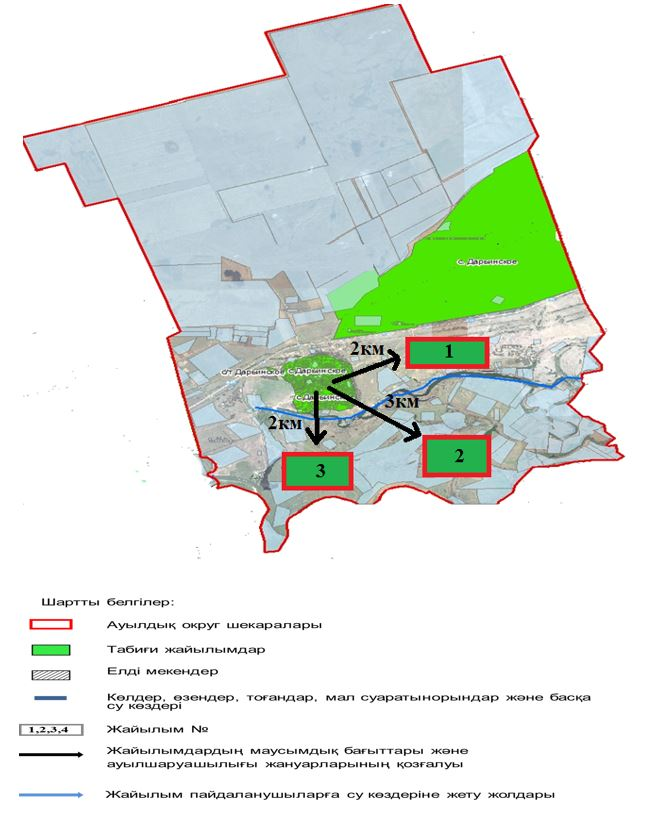 с. Дарьинское
2км
1
с/т Дарьинское
с. Дарьинское
с. Дарьинское
3км
2км
2
3
Шартты белгілер:
Ауылдық округ шекаралары
Табиғи жайылымдар
Елді мекендер
Көлдер, өзендер, тоғандар, мал суаратынорындар және басқа
су көздері
1,2,3,4
Жайылым №
Жайылымдардың маусымдық бағыттары және
ауылшаруашылығы жануарларының қозғалуы
Жайылым пайдаланушыларға су көздеріне жету жолдары